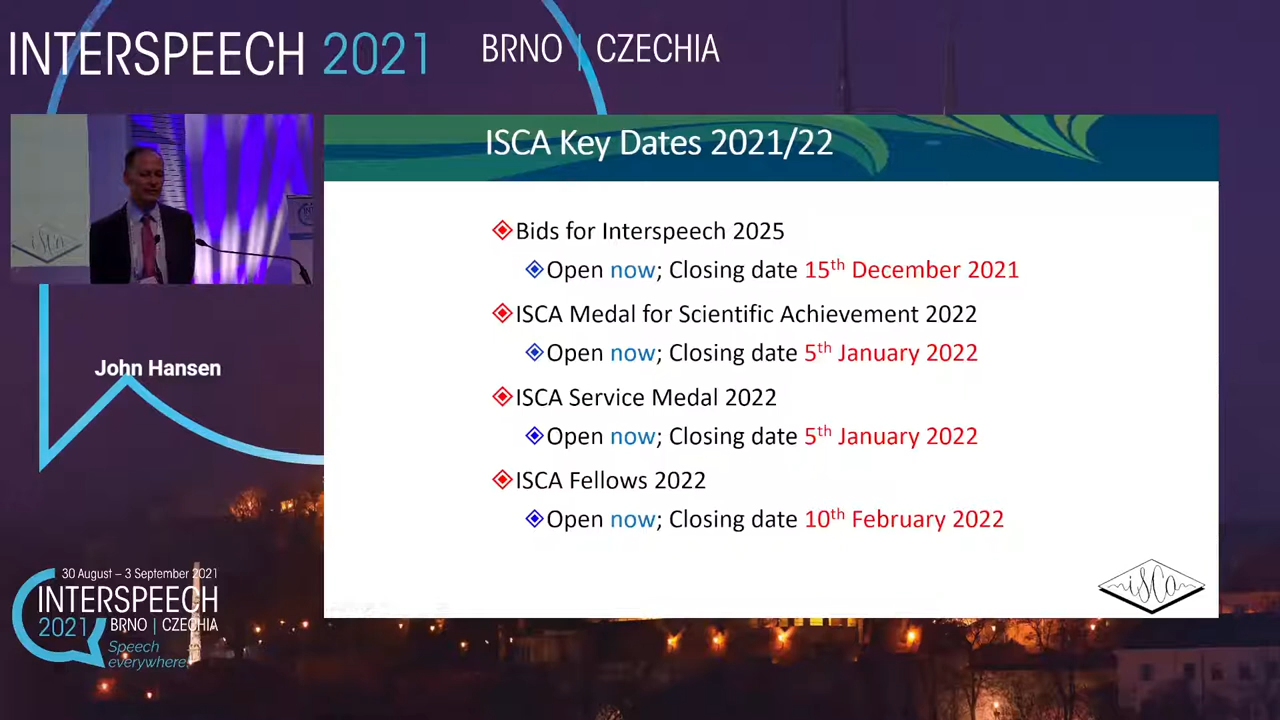 INTERSPEECH 2021
BRNO | CZECHIA
ISCA Key Dates 2021/22
Bids for Interspeech 2025
Open now; Closing date 15th December 2021
ISCA Medal for Scientific Achievement 2022
Open now; Closing date 5th January 2022
ISCA Service Medal 2022
Open now; Closing date 5th January 2022
ISCA Fellows 2022
Open now; Closing date 10th February 2022
isca
isca
John Hansen
30 August – 3 September 2021
INTERSPEECH
2021
BRNO | CZECHIA
Speech
everywhere!